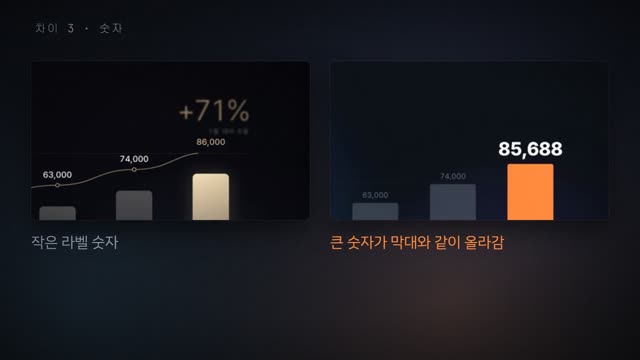 차이 3 · 숫자
+71%
86,000
74,000
63,000
85,688
74,000
63,000
작은 라벨 숫자
큰 숫자가 막대와 같이 올라감